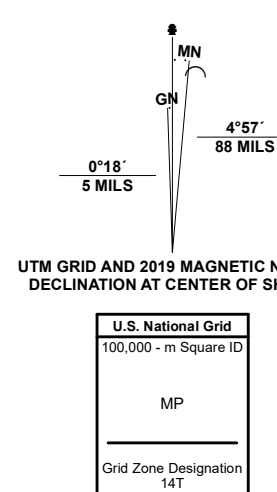 MN
GN
4°57´
88 MILS
0°18´
5 MILS
UTM GRID AND 2019 MAGNETIC
DECLINATION AT CENTER OF
U.S. National Grid
100,000 - m Square ID
MP
Grid Zone Designation
14T